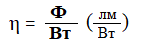 η = Ф/Вт (лм/Вт)